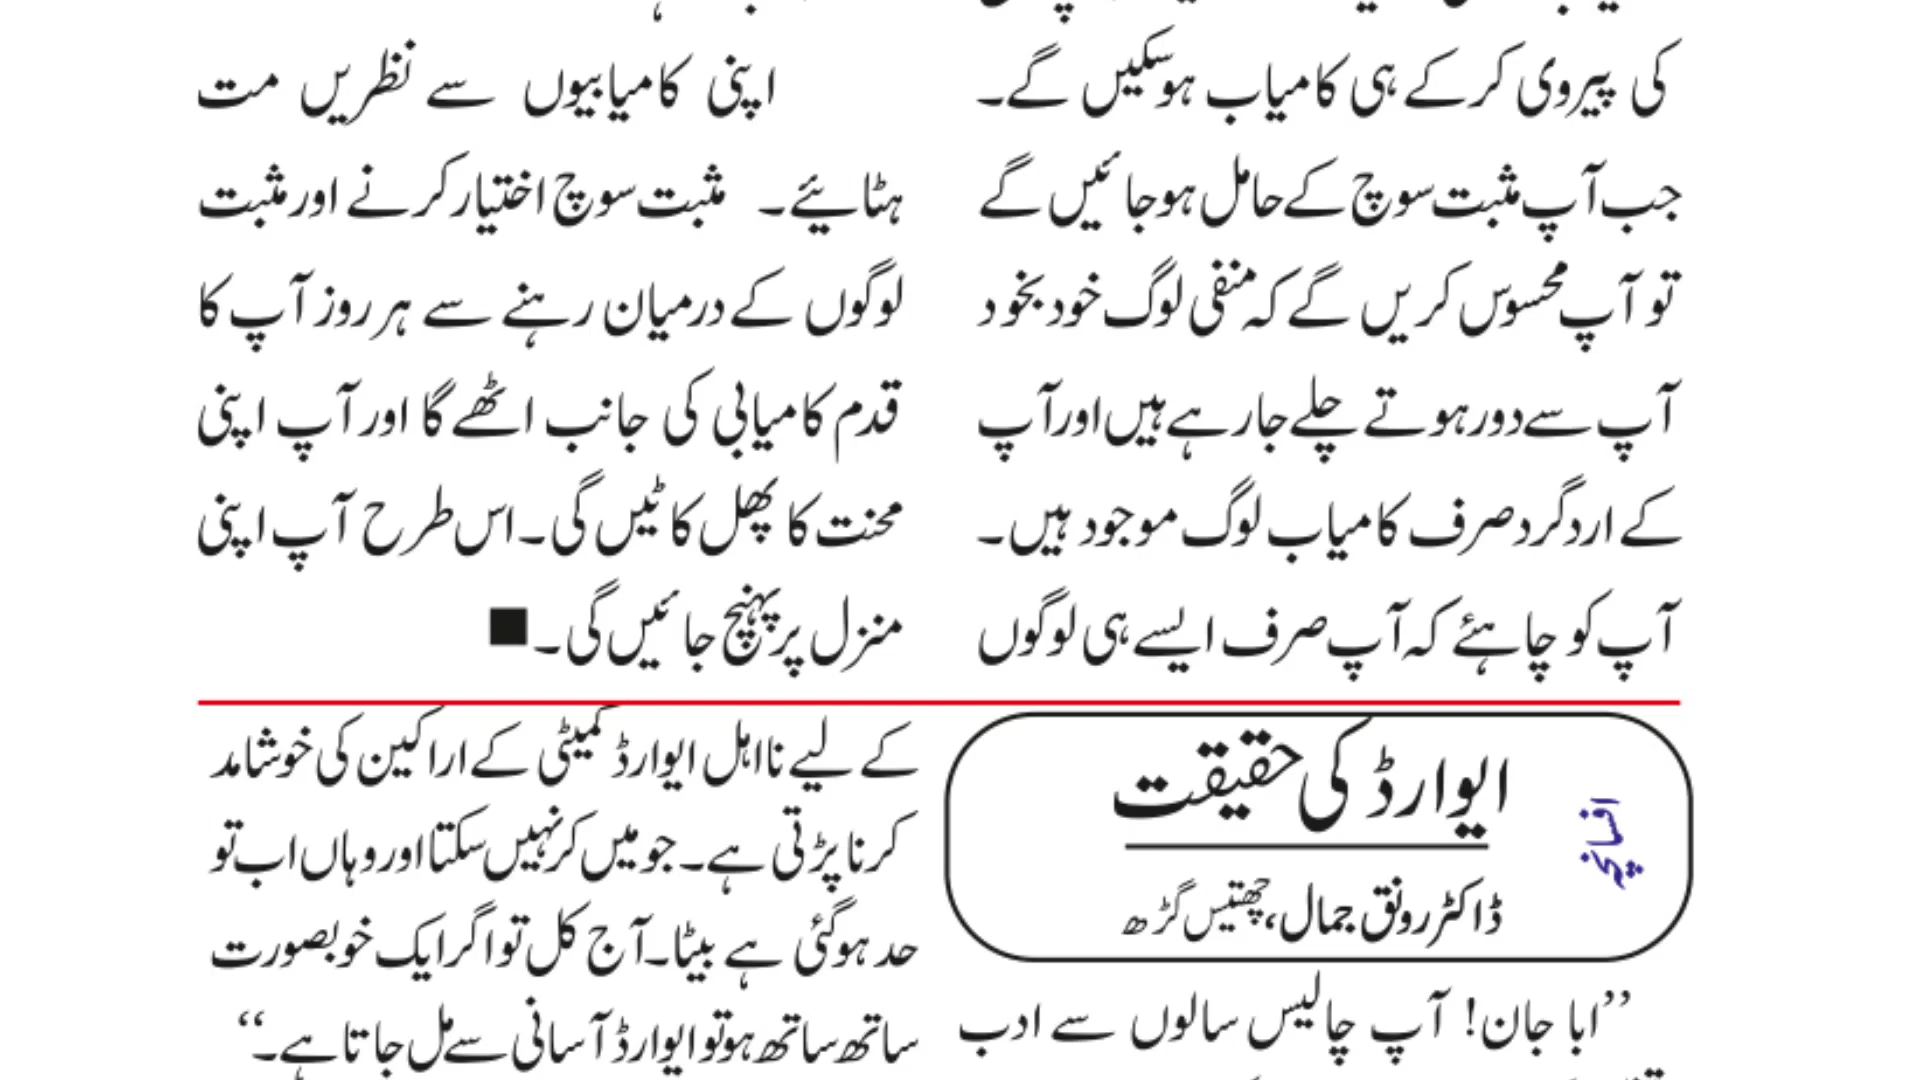 کی پیروی کرکے ہی کامیاب ہوسکیں گے۔
جب آپ مثبت سوچ کے حامل ہوجائیں گے
تو آپ محسوس کریں گے کہ منفی لوگ خودبخود
آپ سے دور ہوتے چلے جارہے ہیں اور آپ
کے اردگرد صرف کامیاب لوگ موجود ہیں۔
آپ کو چاہئے کہ آپ صرف ایسے ہی لوگوں
اپنی کامیابیوں سے نظریں مت
ہٹائیے۔ مثبت سوچ اختیار کرنے اور مثبت
لوگوں کے درمیان رہنے سے ہر روز آپ کا
قدم کامیابی کی جانب اٹھے گا اور آپ اپنی
محنت کا پھل کاٹیں گی۔ اس طرح آپ اپنی
منزل پر پہنچ جائیں گی۔■
افسانچہ
ایوارڈ کی حقیقت
ڈاکٹر رونق جمال، چھتیس گڑھ
’’ابا جان! آپ چالیس سالوں سے ادب
کے لیے نااہل ایوارڈ کمیٹی کے اراکین کی خوشامد
کرنا پڑتی ہے۔ جو میں کر نہیں سکتا اور وہاں اب تو
حد ہوگئی ہے بیٹا۔ آج کل تو اگر ایک خوبصورت
ساتھ ساتھ ہو تو ایوارڈ آسانی سے مل جاتا ہے۔‘‘